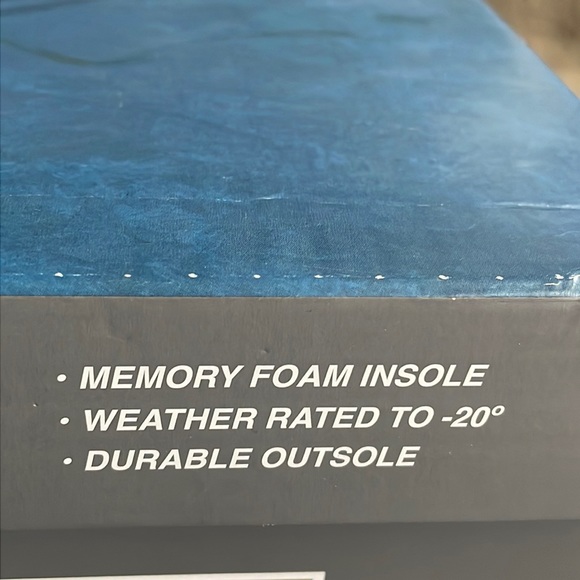 • MEMORY FOAM INSOLE
• WEATHER RATED TO -20°
• DURABLE OUTSOLE